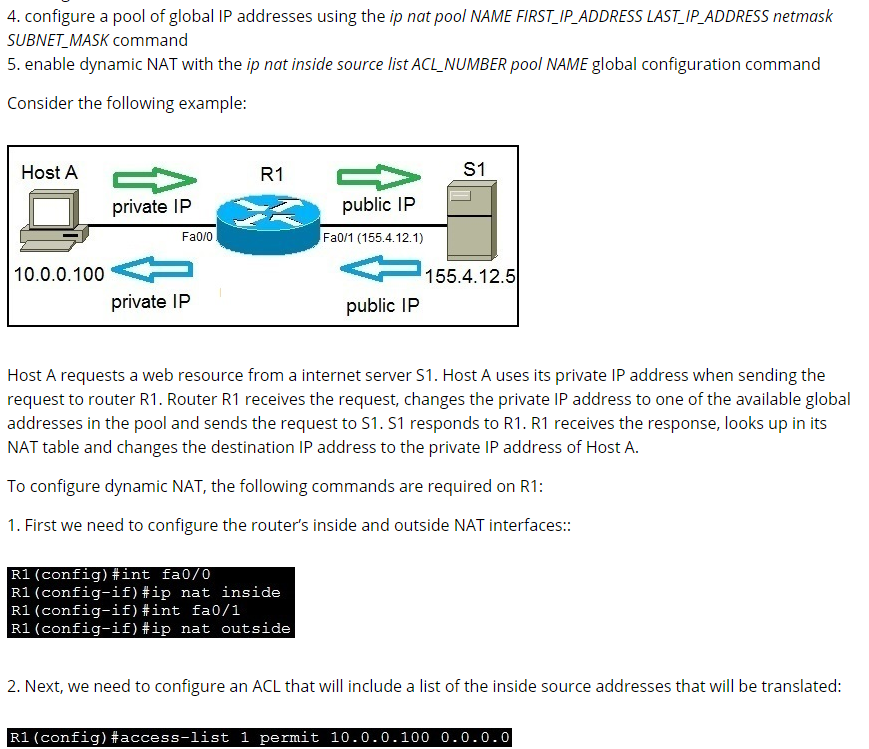 4. configure a pool of global IP addresses using the ip nat pool NAME FIRST_IP_ADDRESS LAST_IP_ADDRESS netmask
SUBNET_MASK command
5. enable dynamic NAT with the ip nat inside source list ACL_NUMBER pool NAME global configuration command
Consider the following example:
Host A
R1
S1
private IP
public IP
Fa0/0
Fa0/1 (155.4.12.1)
10.0.0.100
155.4.12.5
private IP
public IP
Host A requests a web resource from a internet server S1. Host A uses its private IP address when sending the
request to router R1. Router R1 receives the request, changes the private IP address to one of the available global
addresses in the pool and sends the request to S1. S1 responds to R1. R1 receives the response, looks up in its
NAT table and changes the destination IP address to the private IP address of Host A.
To configure dynamic NAT, the following commands are required on R1:
1. First we need to configure the router’s inside and outside NAT interfaces::
R1(config)#int fa0/0
R1(config-if)#ip nat inside
R1(config-if)#int fa0/1
R1(config-if)#ip nat outside
2. Next, we need to configure an ACL that will include a list of the inside source addresses that will be translated:
R1(config)#access-list 1 permit 10.0.0.100 0.0.0.0